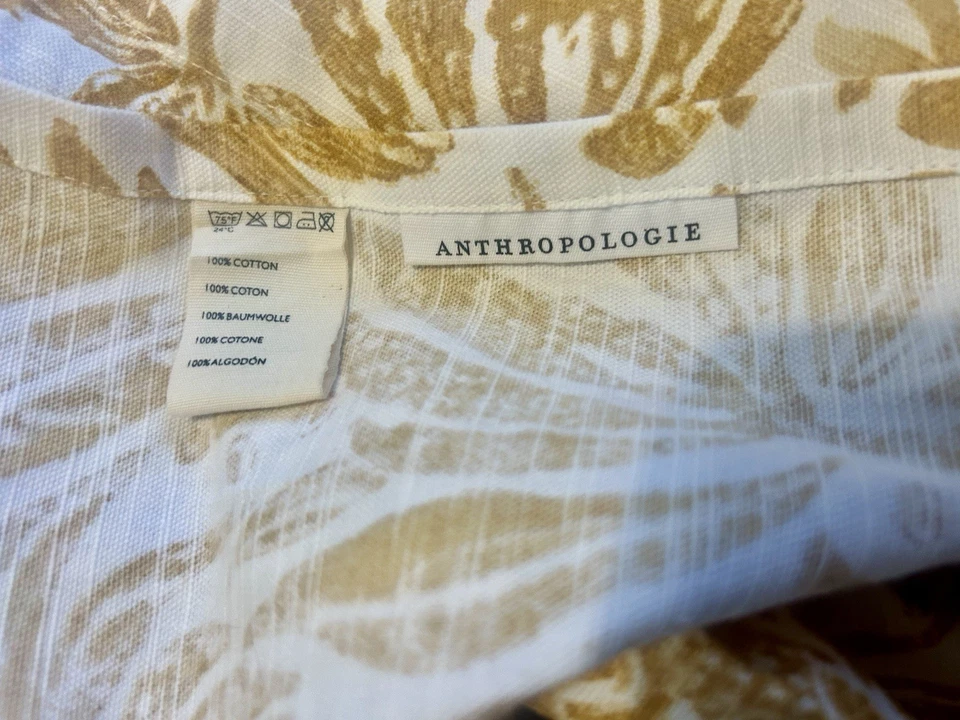 75°F
24°C
100% COTTON
100% COTON
100% BAUMWOLLE
100% COTONE
100% ALGODÓN
ANTHROPOLOGIE